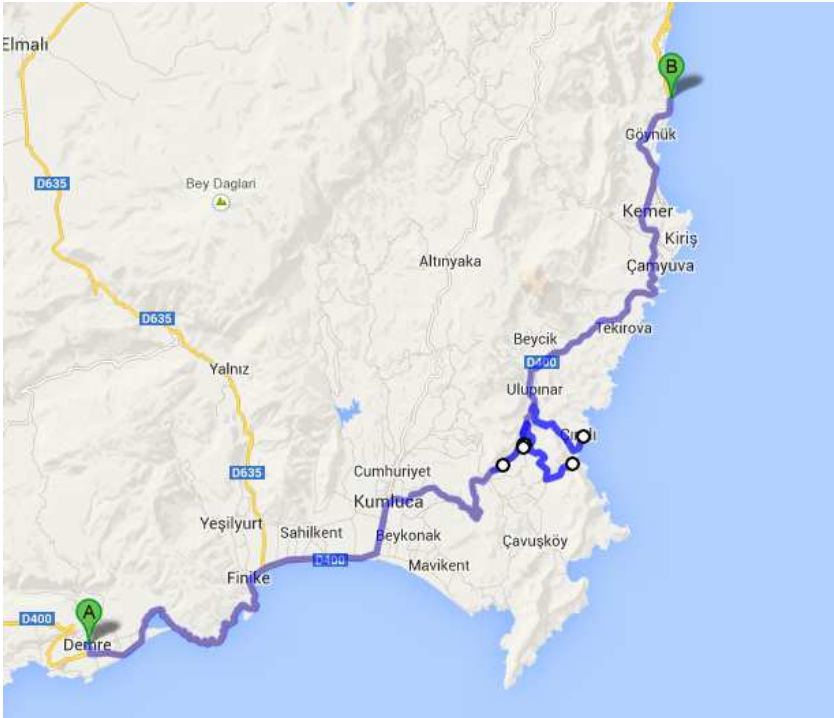 Elmalı
B
Göynük
D635
Bey Daglari
Kemer
Kiriş
Altınyaka
Çamyuva
D635
Tekirova
Beycik
D400
Yalnız
Ulupınar
Cumhuriyet
D635
Kumluca
Yeşilyurt
Sahilkent
Beykonak
Çavuşköy
D400
Mavikent
Finike
A
D400
Demre